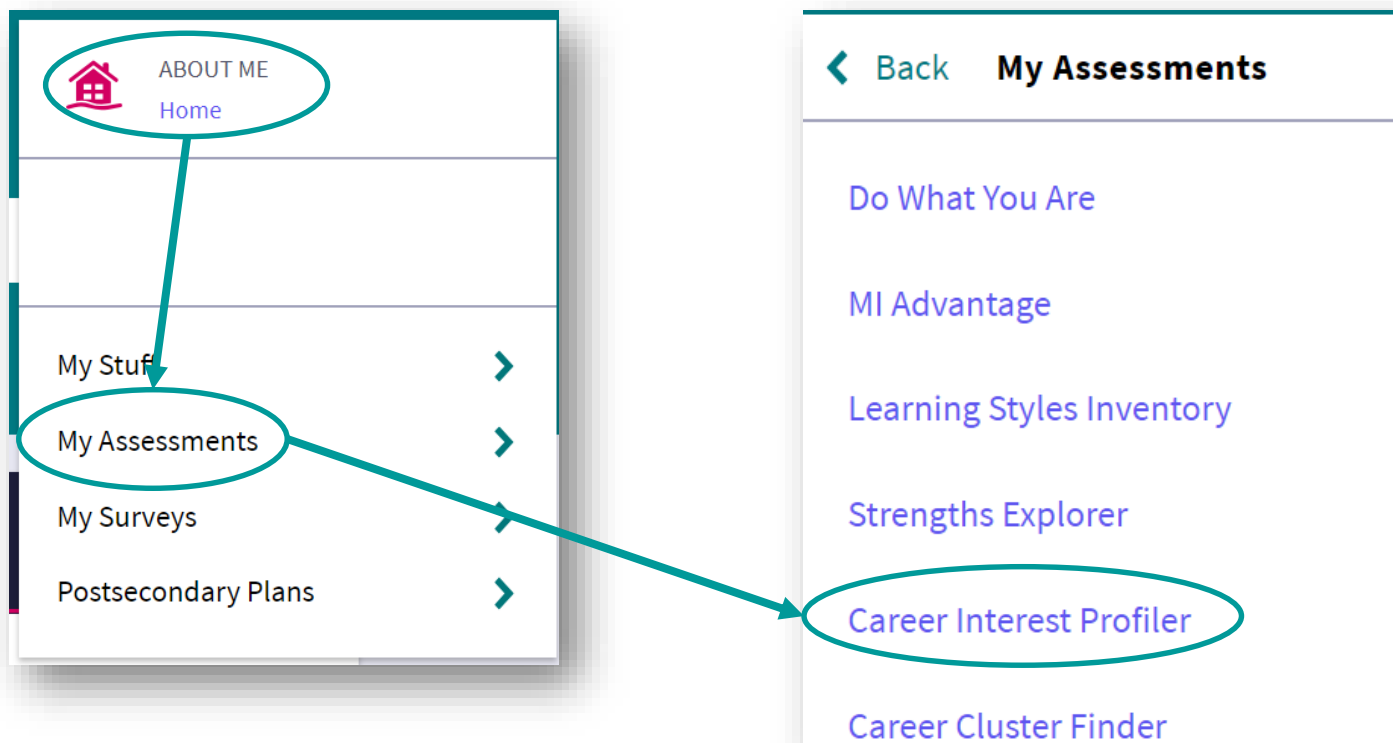 ABOUT ME
Home
My Stuff
My Assessments
My Surveys
Postsecondary Plans
Back My Assessments
Do What You Are
MI Advantage
Learning Styles Inventory
Strengths Explorer
Career Interest Profiler
Career Cluster Finder